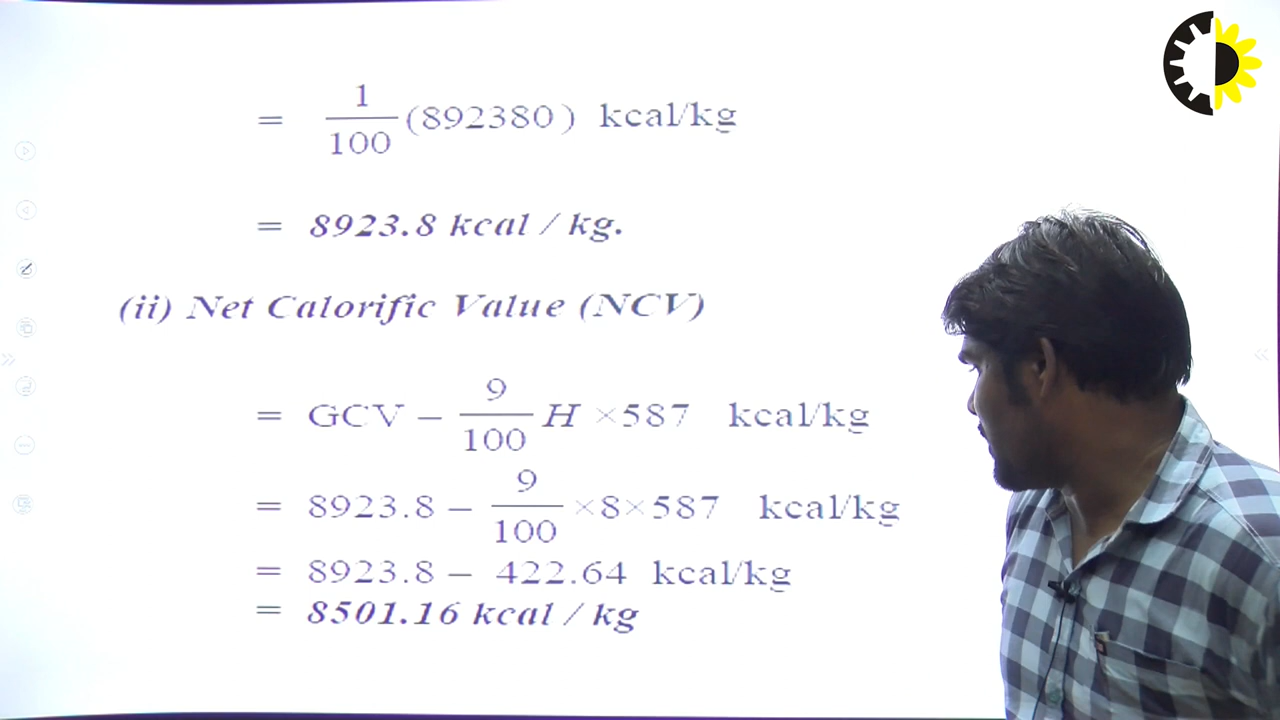 = 1/100 (892380) kcal/kg
= 8923.8 kcal / kg.
(ii) Net Calorific Value (NCV)
= GCV − 9/100 H ×587 kcal/kg
= 8923.8 − 9/100 ×8×587 kcal/kg
= 8923.8 − 422.64 kcal/kg
= 8501.16 kcal / kg